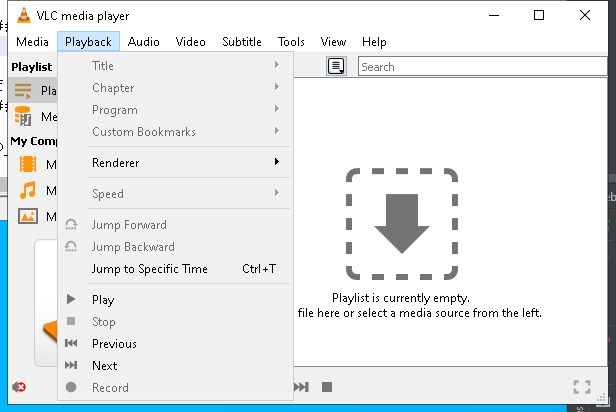 VLC media player
Media Playback Audio Video Subtitle Tools View Help
Playlist
Search
Pla
Me
My Comp
M
M
M
Title
Chapter
Program
Custom Bookmarks
Renderer
Speed
Jump Forward
Jump Backward
Jump to Specific Time Ctrl+T
Play
Stop
Previous
Next
Record
Playlist is currently empty.
file here or select a media source from the left.